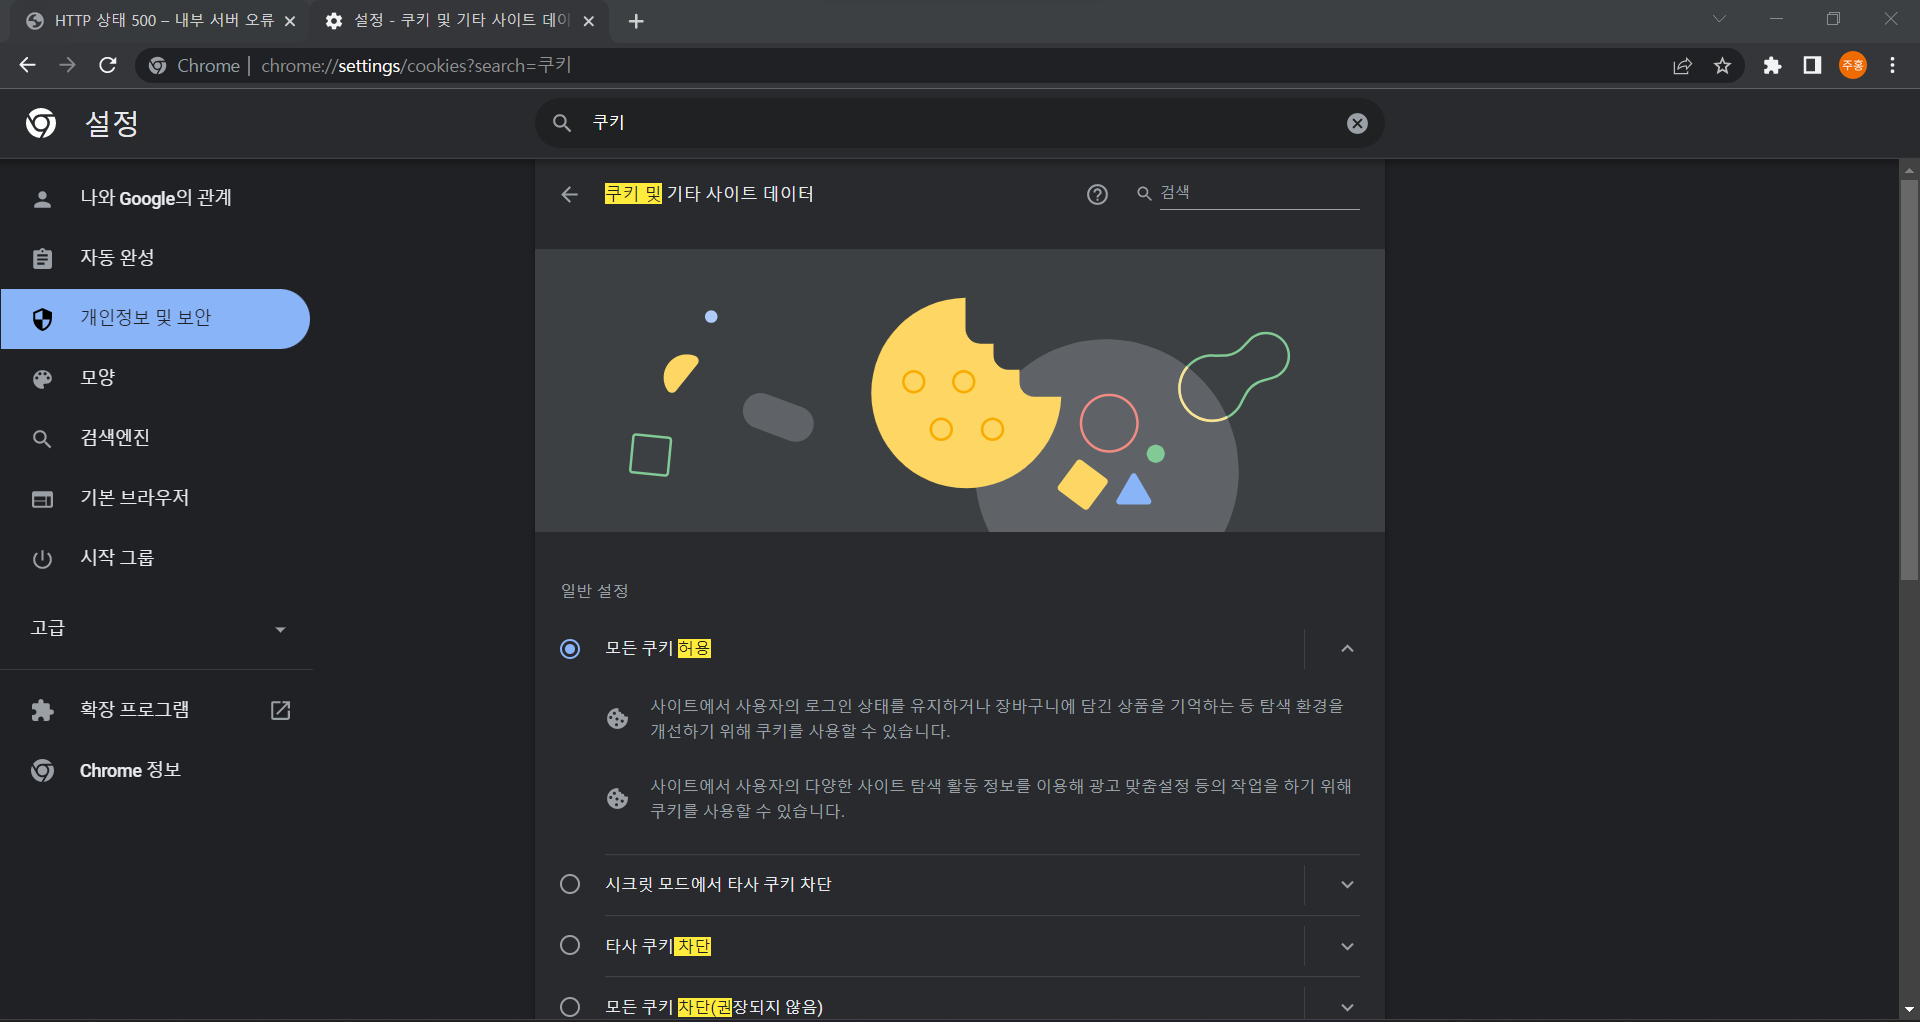 HTTP 상태 500 – 내부 서버 오류
설정 - 쿠키 및 기타 사이트 데이
Chrome | chrome://settings/cookies?search=쿠키
주홍
설정
쿠키
나와 Google의 관계
자동 완성
개인정보 및 보안
모양
검색엔진
기본 브라우저
시작 그룹
고급
확장 프로그램
Chrome 정보
쿠키 및 기타 사이트 데이터
검색
일반 설정
모든 쿠키 허용
사이트에서 사용자의 로그인 상태를 유지하거나 장바구니에 담긴 상품을 기억하는 등 탐색 환경을
개선하기 위해 쿠키를 사용할 수 있습니다.
사이트에서 사용자의 다양한 사이트 탐색 활동 정보를 이용해 광고 맞춤설정 등의 작업을 하기 위해
쿠키를 사용할 수 있습니다.
시크릿 모드에서 타사 쿠키 차단
타사 쿠키 차단
모든 쿠키 차단(권장되지 않음)